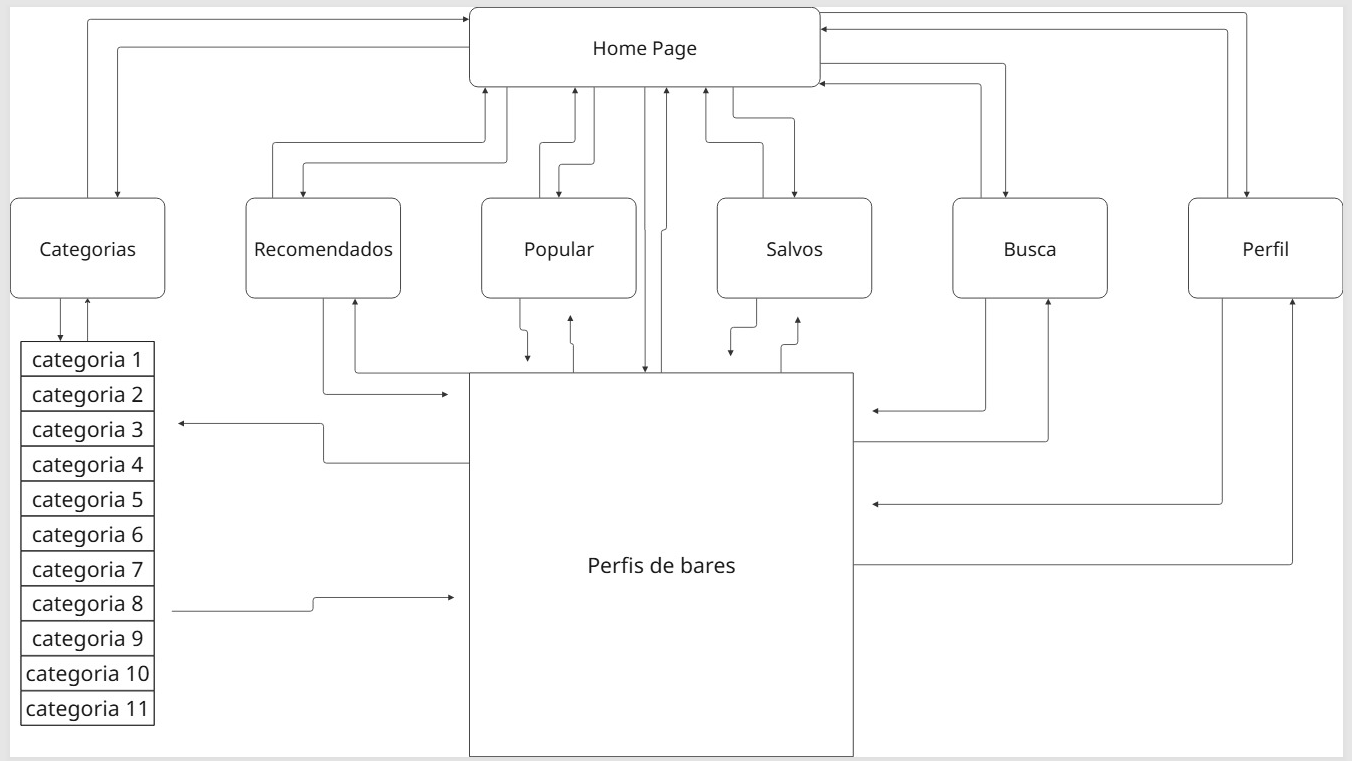 Home Page
Categorias
Recomendados
Popular
Salvos
Busca
Perfil
categoria 1
categoria 2
categoria 3
categoria 4
categoria 5
categoria 6
categoria 7
categoria 8
categoria 9
categoria 10
categoria 11
Perfis de bares